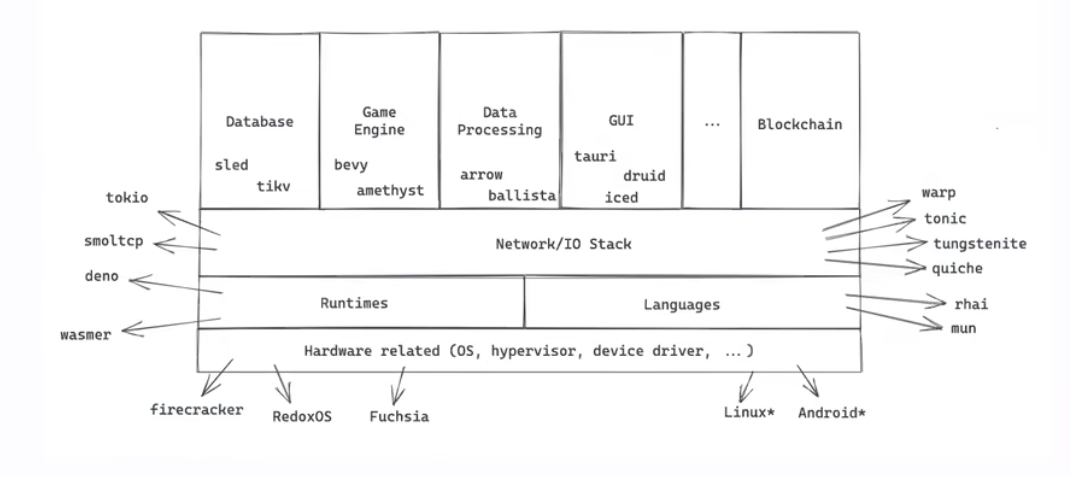 Database
sled
tikv
Game
Engine
bevy
amethyst
Data
Processing
arrow
ballista
GUI
tauri
druid
iced
...
Blockchain
tokio
smoltcp
Network/IO Stack
warp
tonic
tungstenite
quiche
deno
wasmer
Runtimes
Languages
rhai
mun
Hardware related (OS, hypervisor, device driver, ... )
firecracker
RedoxOS
Fuchsia
Linux*
Android*